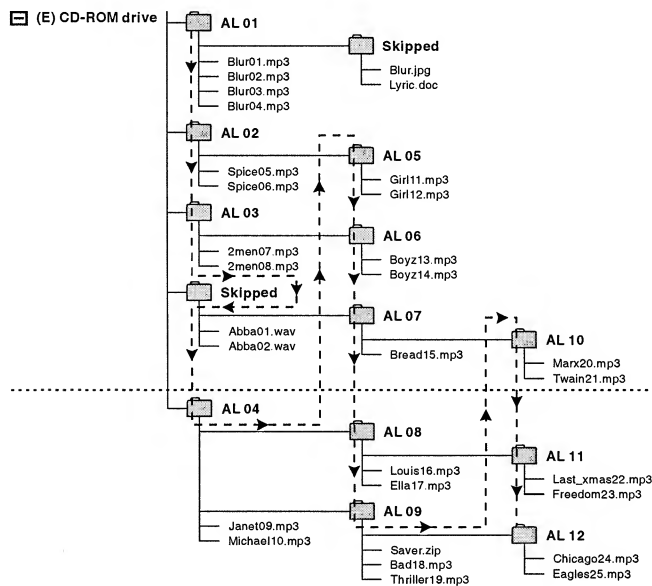 (E) CD-ROM drive
AL 01
Blur01.mp3
Blur02.mp3
Blur03.mp3
Blur04.mp3
Skipped
Blur.jpg
Lyric.doc
AL 02
Spice05.mp3
Spice06.mp3
AL 05
Girl11.mp3
Girl12.mp3
AL 03
2men07.mp3
2men08.mp3
AL 06
Boyz13.mp3
Boyz14.mp3
Skipped
Abba01.wav
Abba02.wav
AL 07
Bread15.mp3
AL 10
Marx20.mp3
Twain21.mp3
AL 04
Janet09.mp3
Michael10.mp3
AL 08
Louis16.mp3
Ella17.mp3
AL 11
Last_xmas22.mp3
Freedom23.mp3
AL 09
Saver.zip
Bad18.mp3
Thriller19.mp3
AL 12
Chicago24.mp3
Eagles25.mp3